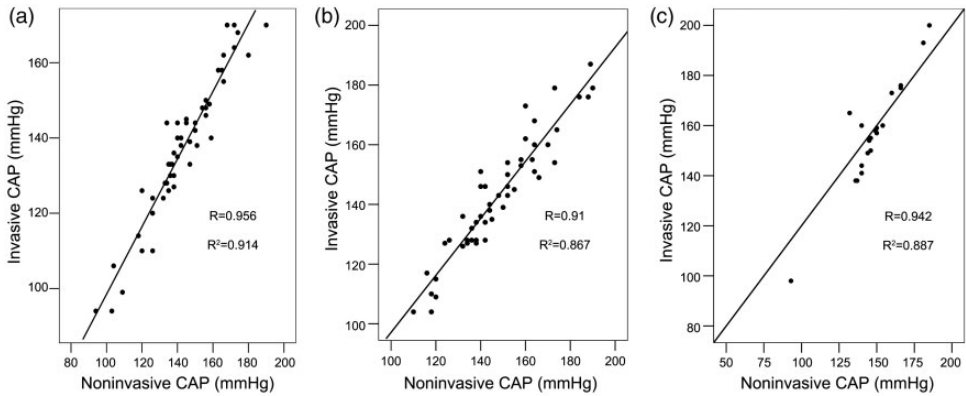 (a)
Invasive CAP (mmHg)
160
140
120
100
R=0.956
R²=0.914
80 100 120 140 160 180 200
Noninvasive CAP (mmHg)
(b)
Invasive CAP (mmHg)
200
180
160
140
120
100
R=0.91
R²=0.867
100 120 140 160 180 200
Noninvasive CAP (mmHg)
(c)
Invasive CAP (mmHg)
200
180
160
140
120
100
80
R=0.942
R²=0.887
50 75 100 125 150 175 200
Noninvasive CAP (mmHg)